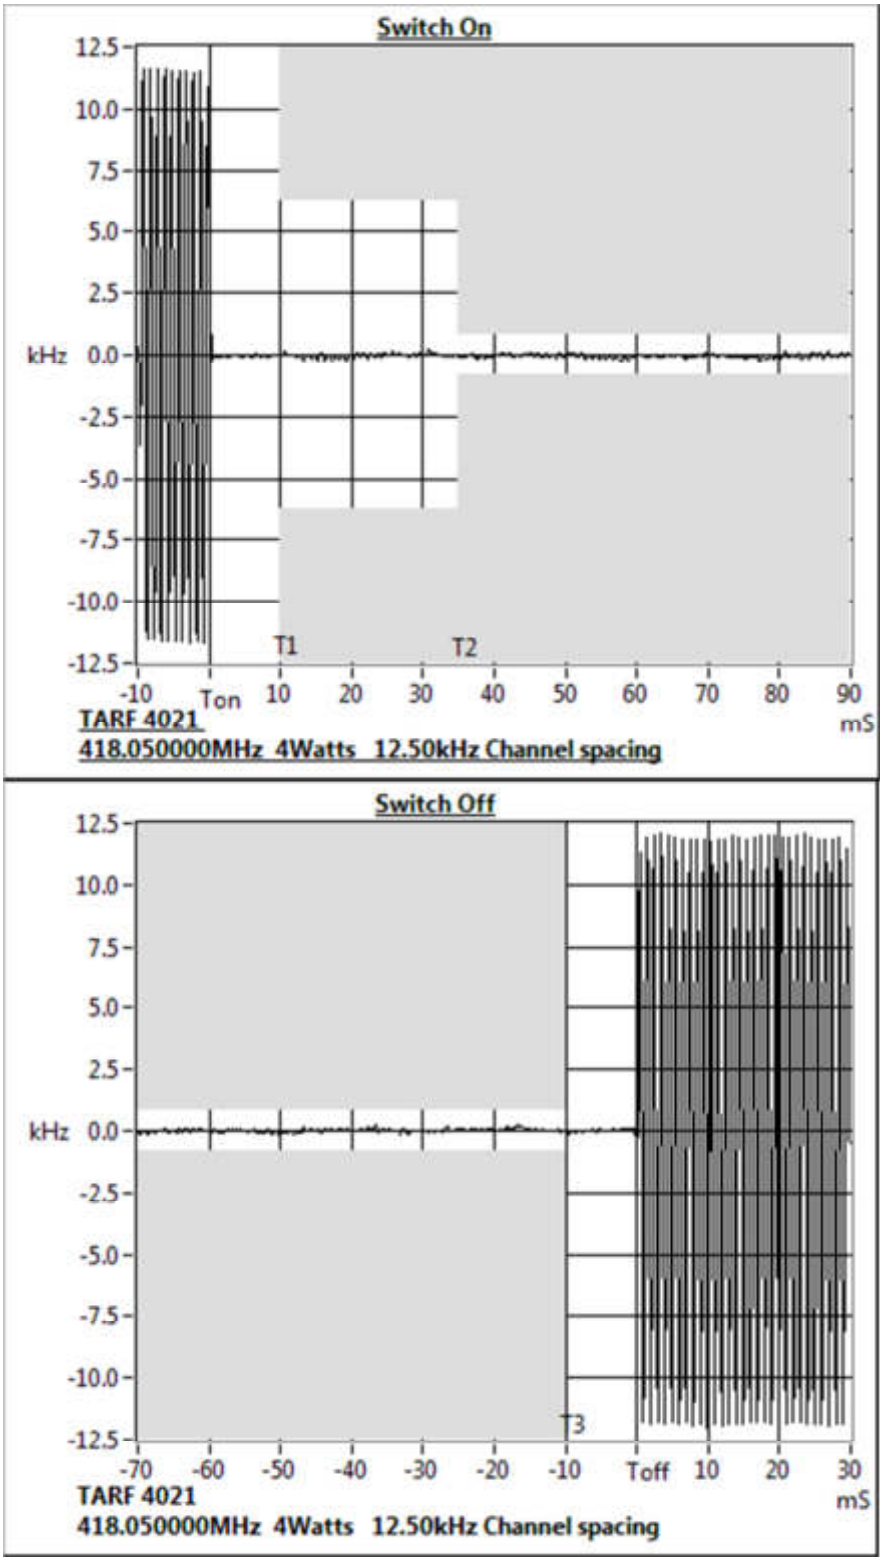 Switch On
12.5
10.0
7.5
5.0
2.5
kHz 0.0
-2.5
-5.0
-7.5
-10.0
T1 T2
-12.5
-10 Ton 10 20 30 40 50 60 70 80 90
mS
TARF 4021
418.050000MHz 4Watts 12.50kHz Channel spacing
Switch Off
12.5
10.0
7.5
5.0
2.5
kHz 0.0
-2.5
-5.0
-7.5
-10.0
T3
-12.5
-70 -60 -50 -40 -30 -20 -10 Toff 10 20 30
mS
TARF 4021
418.050000MHz 4Watts 12.50kHz Channel spacing